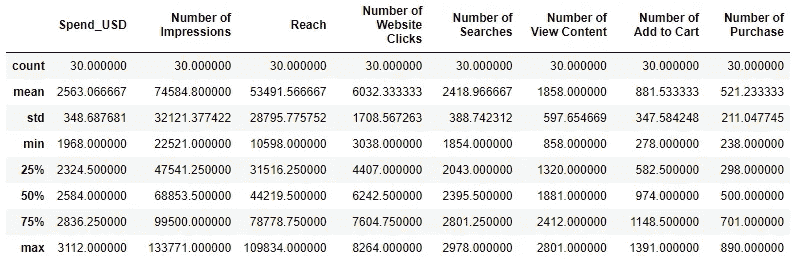 Spend_USD Number of Impressions Reach Number of Website Clicks Number of Searches Number of View Content Number of Add to Cart Number of Purchase
count 30.000000 30.000000 30.000000 30.000000 30.000000 30.000000 30.000000 30.000000
mean 2563.066667 74584.800000 53491.566667 6032.333333 2418.966667 1858.000000 881.533333 521.233333
std 348.687681 32121.377422 28795.775752 1708.567263 388.742312 597.654669 347.584248 211.047745
min 1968.000000 22521.000000 10598.000000 3038.000000 1854.000000 858.000000 278.000000 238.000000
25% 2324.500000 47541.250000 31516.250000 4407.000000 2043.000000 1320.000000 582.500000 298.000000
50% 2584.000000 68853.500000 44219.500000 6242.500000 2395.500000 1881.000000 974.000000 500.000000
75% 2836.250000 99500.000000 78778.750000 7604.750000 2801.250000 2412.000000 1148.500000 701.000000
max 3112.000000 133771.000000 109834.000000 8264.000000 2978.000000 2801.000000 1391.000000 890.000000